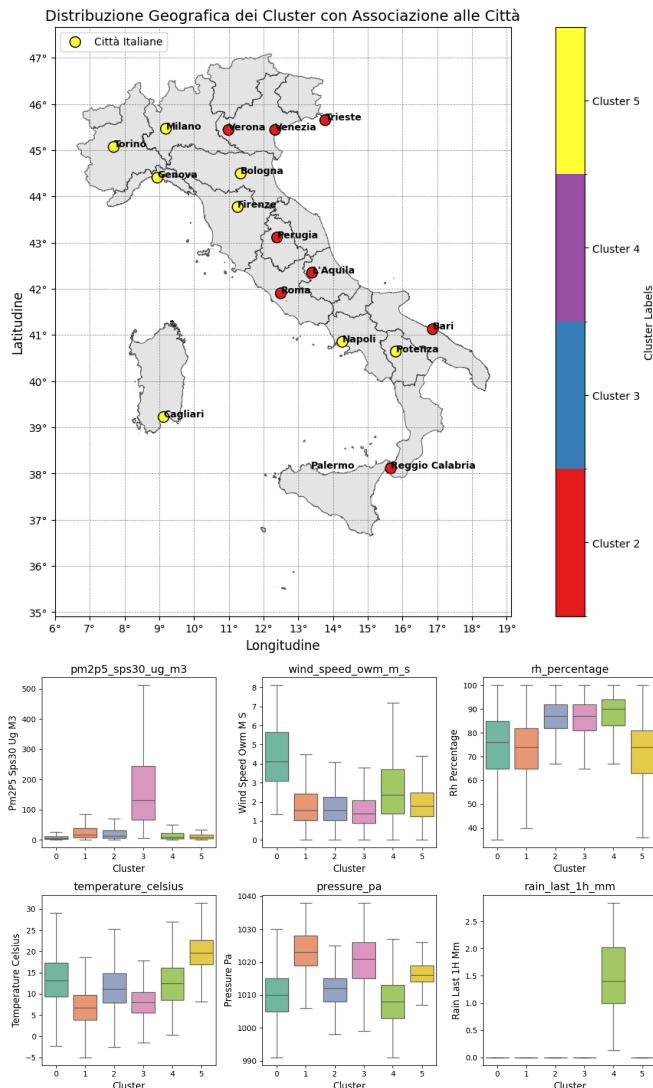 Distribuzione Geografica dei Cluster con Associazione alle Città
Città Italiane
47°
46°
45°
44°
43°
42°
41°
40°
39°
38°
37°
36°
35°
Latitudine
Trieste
Milano
Verona
Venezia
Torino
Genova
Bologna
Firenze
Perugia
L'Aquila
Roma
Bari
Napoli
Potenza
Cagliari
Palermo
Reggio Calabria
6° 7° 8° 9° 10° 11° 12° 13° 14° 15° 16° 17° 18° 19°
Longitudine
Cluster 5
Cluster 4
Cluster 3
Cluster 2
Cluster Labels
pm2p5_sps30_ug_m3
500
400
300
200
100
0
Pm2P5 Sps30 Ug M3
0 1 2 3 4 5
Cluster
wind_speed_owm_m_s
8
7
6
5
4
3
2
1
0
Wind Speed Owm M S
0 1 2 3 4 5
Cluster
rh_percentage
100
90
80
70
60
50
40
Rh Percentage
0 1 2 3 4 5
Cluster
temperature_celsius
30
25
20
15
10
5
0
−5
Temperature Celsius
0 1 2 3 4 5
Cluster
pressure_pa
1040
1030
1020
1010
1000
990
Pressure Pa
0 1 2 3 4 5
Cluster
rain_last_1h_mm
2.5
2.0
1.5
1.0
0.5
0.0
Rain Last 1H Mm
0 1 2 3 4 5
Cluster